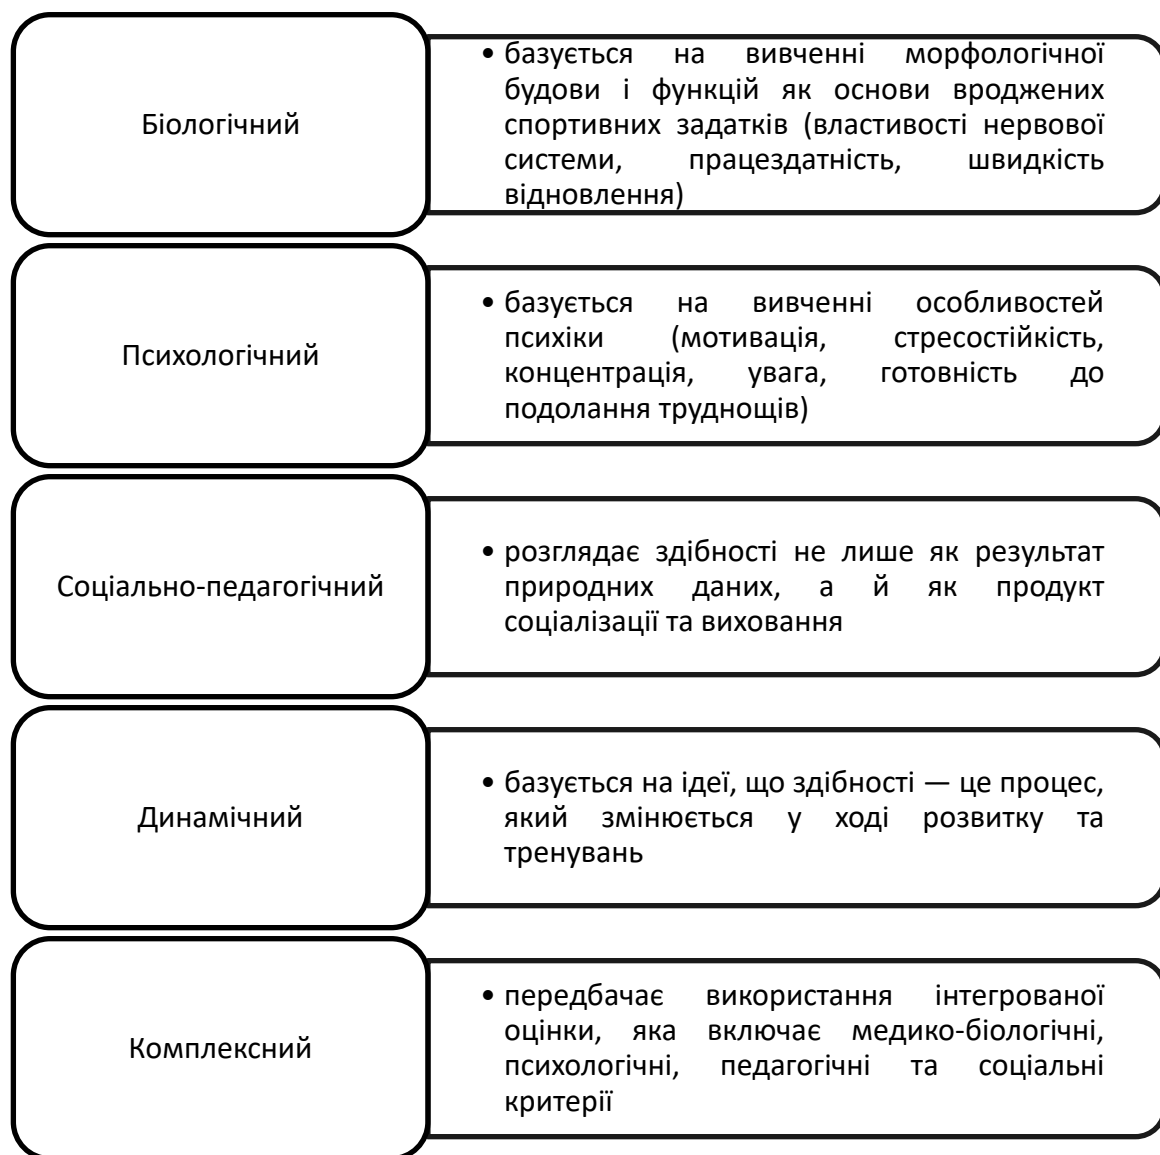 Біологічний
• базується на вивченні морфологічної
будови і функцій як основи вроджених
спортивних задатків (властивості нервової
системи, працездатність, швидкість
відновлення)
Психологічний
• базується на вивченні особливостей
психіки (мотивація, стресостійкість,
концентрація, увага, готовність до
подолання труднощів)
Соціально-педагогічний
• розглядає здібності не лише як результат
природних даних, а й як продукт
соціалізації та виховання
Динамічний
• базується на ідеї, що здібності — це процес,
який змінюється у ході розвитку та
тренувань
Комплексний
• передбачає використання інтегрованої
оцінки, яка включає медико-біологічні,
психологічні, педагогічні та соціальні
критерії